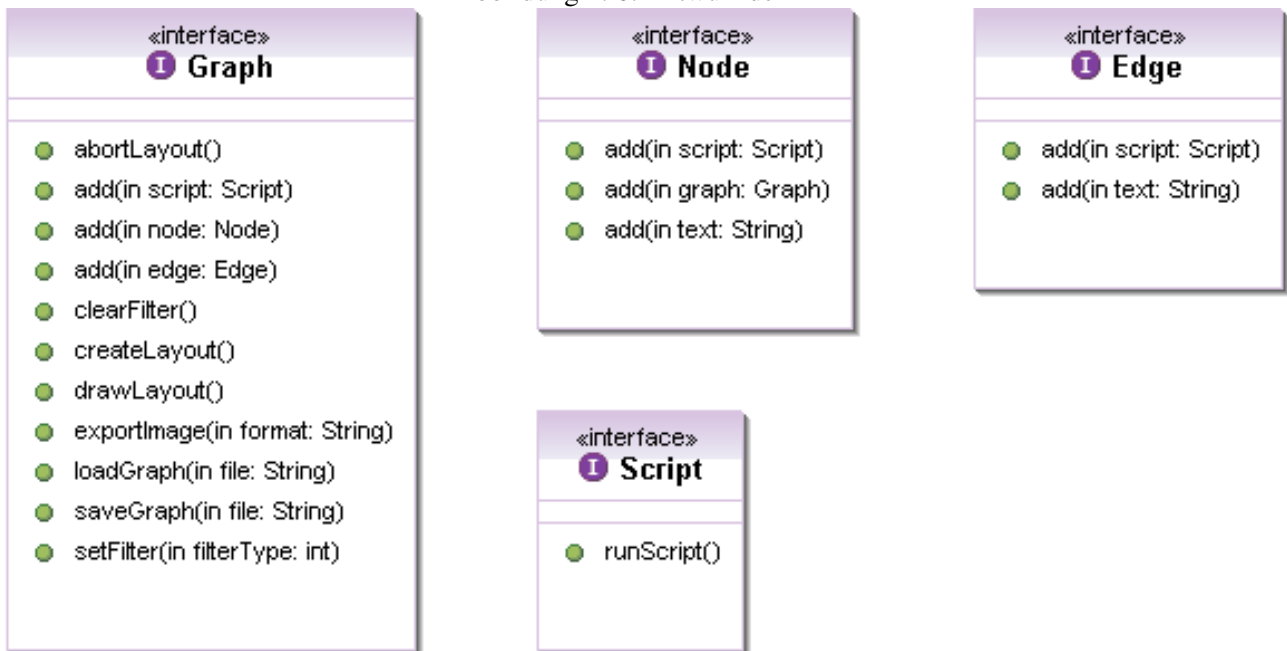 «interface»
I Graph
abortLayout()
add(in script: Script)
add(in node: Node)
add(in edge: Edge)
clearFilter()
createLayout()
drawLayout()
exportImage(in format: String)
loadGraph(in file: String)
saveGraph(in file: String)
setFilter(in filterType: int)
«interface»
I Node
add(in script: Script)
add(in graph: Graph)
add(in text: String)
«interface»
I Edge
add(in script: Script)
add(in text: String)
«interface»
I Script
runScript()